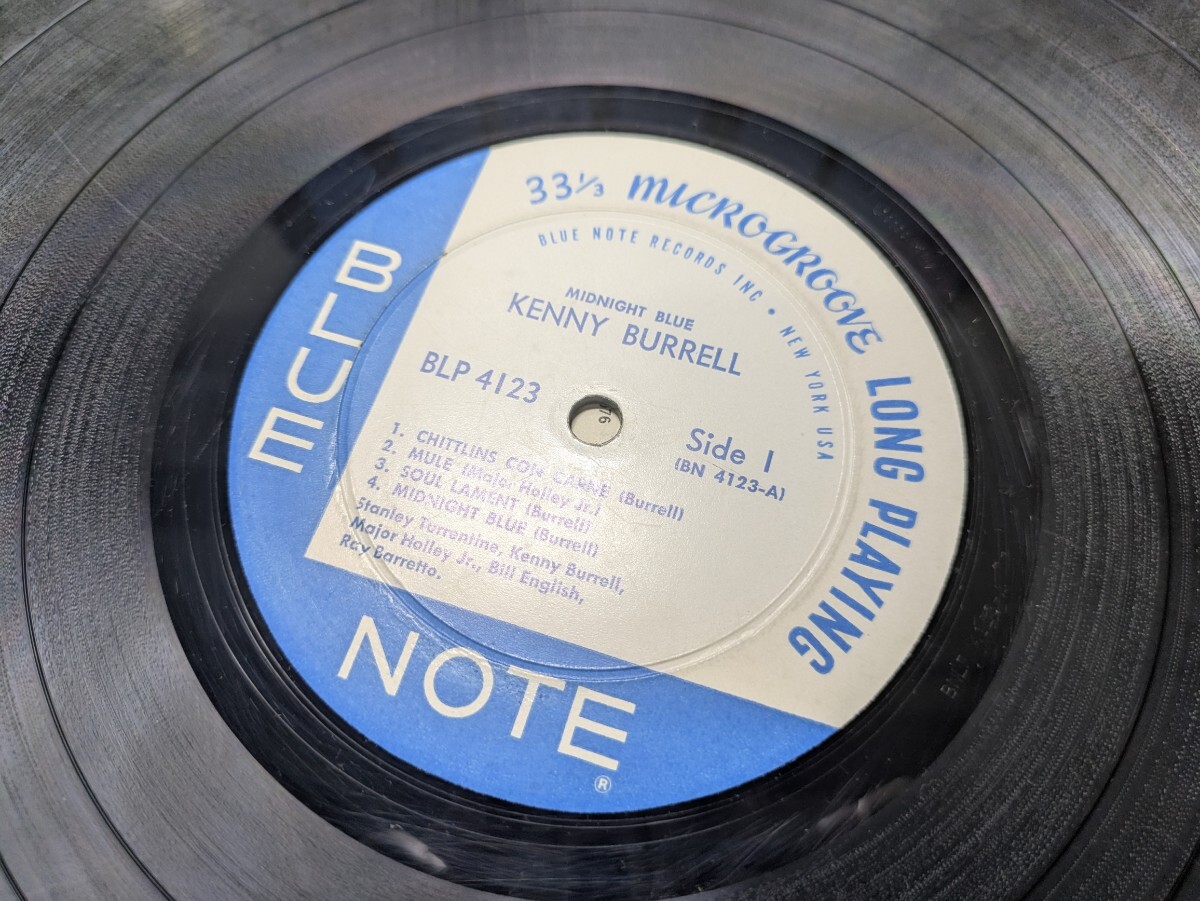 33⅓ MICROGROOVE LONG PLAYING
BLUE NOTE RECORDS INC • NEW YORK USA
MIDNIGHT BLUE
KENNY BURRELL
BLP 4123
Side 1
(BN 4123-A)
1. CHITTLINS CON CARNE (Burrell)
2. MULE (Major Holley Jr.)
3. SOUL LAMENT (Burrell)
4. MIDNIGHT BLUE (Burrell)
Stanley Turrentine, Kenny Burrell,
Major Holley Jr., Bill English,
Ray Barretto.
BLUE
NOTE
®